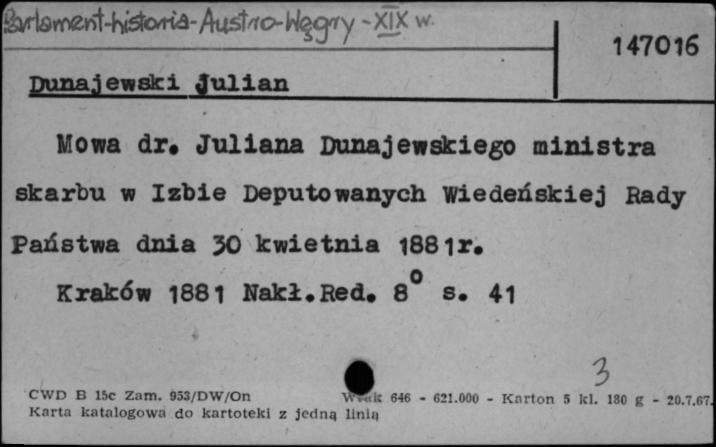 Parlament-historia-Austro-Węgry-XIX w.
147016
Dunajewski Julian
Mowa dr. Juliana Dunajewskiego ministra
skarbu w Izbie Deputowanych Wiedeńskiej Rady
Państwa dnia 30 kwietnia 1881r.
Kraków 1881 Nakł.Red. 8° s. 41
3
CWD B 15c Zam. 953/DW/On 646 - 621.000 - Karton 5 kl. 180 g - 20.7.67.
Karta katalogowa do kartoteki z jedną linią